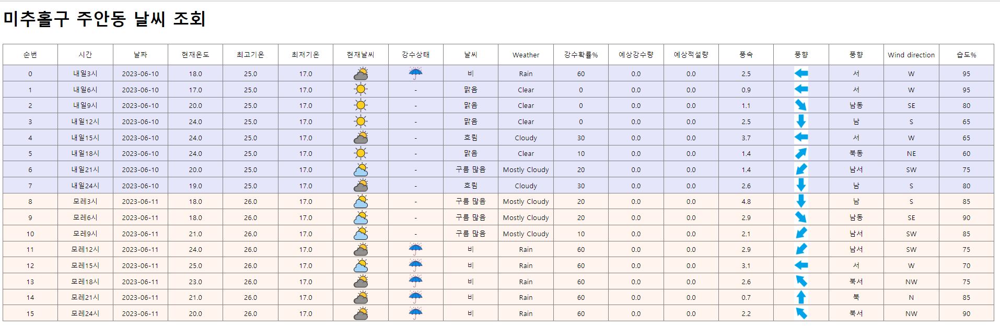 미추홀구 주안동 날씨 조회
순번 시간 날짜 현재온도 최고기온 최저기온 현재날씨 강수상태 날씨 Weather 강수확률% 예상강수량 예상적설량 풍속 풍향 풍향 Wind direction 습도%
0 내일3시 2023-06-10 18.0 25.0 17.0 비 Rain 60 0.0 0.0 2.5 서 W 95
1 내일6시 2023-06-10 17.0 25.0 17.0 - 맑음 Clear 0 0.0 0.0 0.9 서 W 95
2 내일9시 2023-06-10 20.0 25.0 17.0 - 맑음 Clear 0 0.0 0.0 1.1 남동 SE 80
3 내일12시 2023-06-10 24.0 25.0 17.0 - 맑음 Clear 0 0.0 0.0 2.5 남 S 65
4 내일15시 2023-06-10 24.0 25.0 17.0 - 흐림 Cloudy 30 0.0 0.0 3.7 서 W 65
5 내일18시 2023-06-10 24.0 25.0 17.0 - 맑음 Clear 10 0.0 0.0 1.4 북동 NE 60
6 내일21시 2023-06-10 20.0 25.0 17.0 - 구름 많음 Mostly Cloudy 20 0.0 0.0 1.4 남서 SW 75
7 내일24시 2023-06-10 19.0 25.0 17.0 - 흐림 Cloudy 30 0.0 0.0 2.6 남 S 80
8 모레3시 2023-06-11 18.0 26.0 17.0 - 구름 많음 Mostly Cloudy 20 0.0 0.0 4.8 남 S 85
9 모레6시 2023-06-11 18.0 26.0 17.0 - 구름 많음 Mostly Cloudy 20 0.0 0.0 2.9 남동 SE 90
10 모레9시 2023-06-11 21.0 26.0 17.0 - 구름 많음 Mostly Cloudy 10 0.0 0.0 2.1 남서 SW 85
11 모레12시 2023-06-11 24.0 26.0 17.0 비 Rain 60 0.0 0.0 2.9 남서 SW 75
12 모레15시 2023-06-11 25.0 26.0 17.0 비 Rain 60 0.0 0.0 3.1 서 W 70
13 모레18시 2023-06-11 23.0 26.0 17.0 비 Rain 60 0.0 0.0 2.6 북서 NW 75
14 모레21시 2023-06-11 21.0 26.0 17.0 비 Rain 60 0.0 0.0 0.7 북 N 85
15 모레24시 2023-06-11 20.0 26.0 17.0 비 Rain 60 0.0 0.0 2.2 북서 NW 90